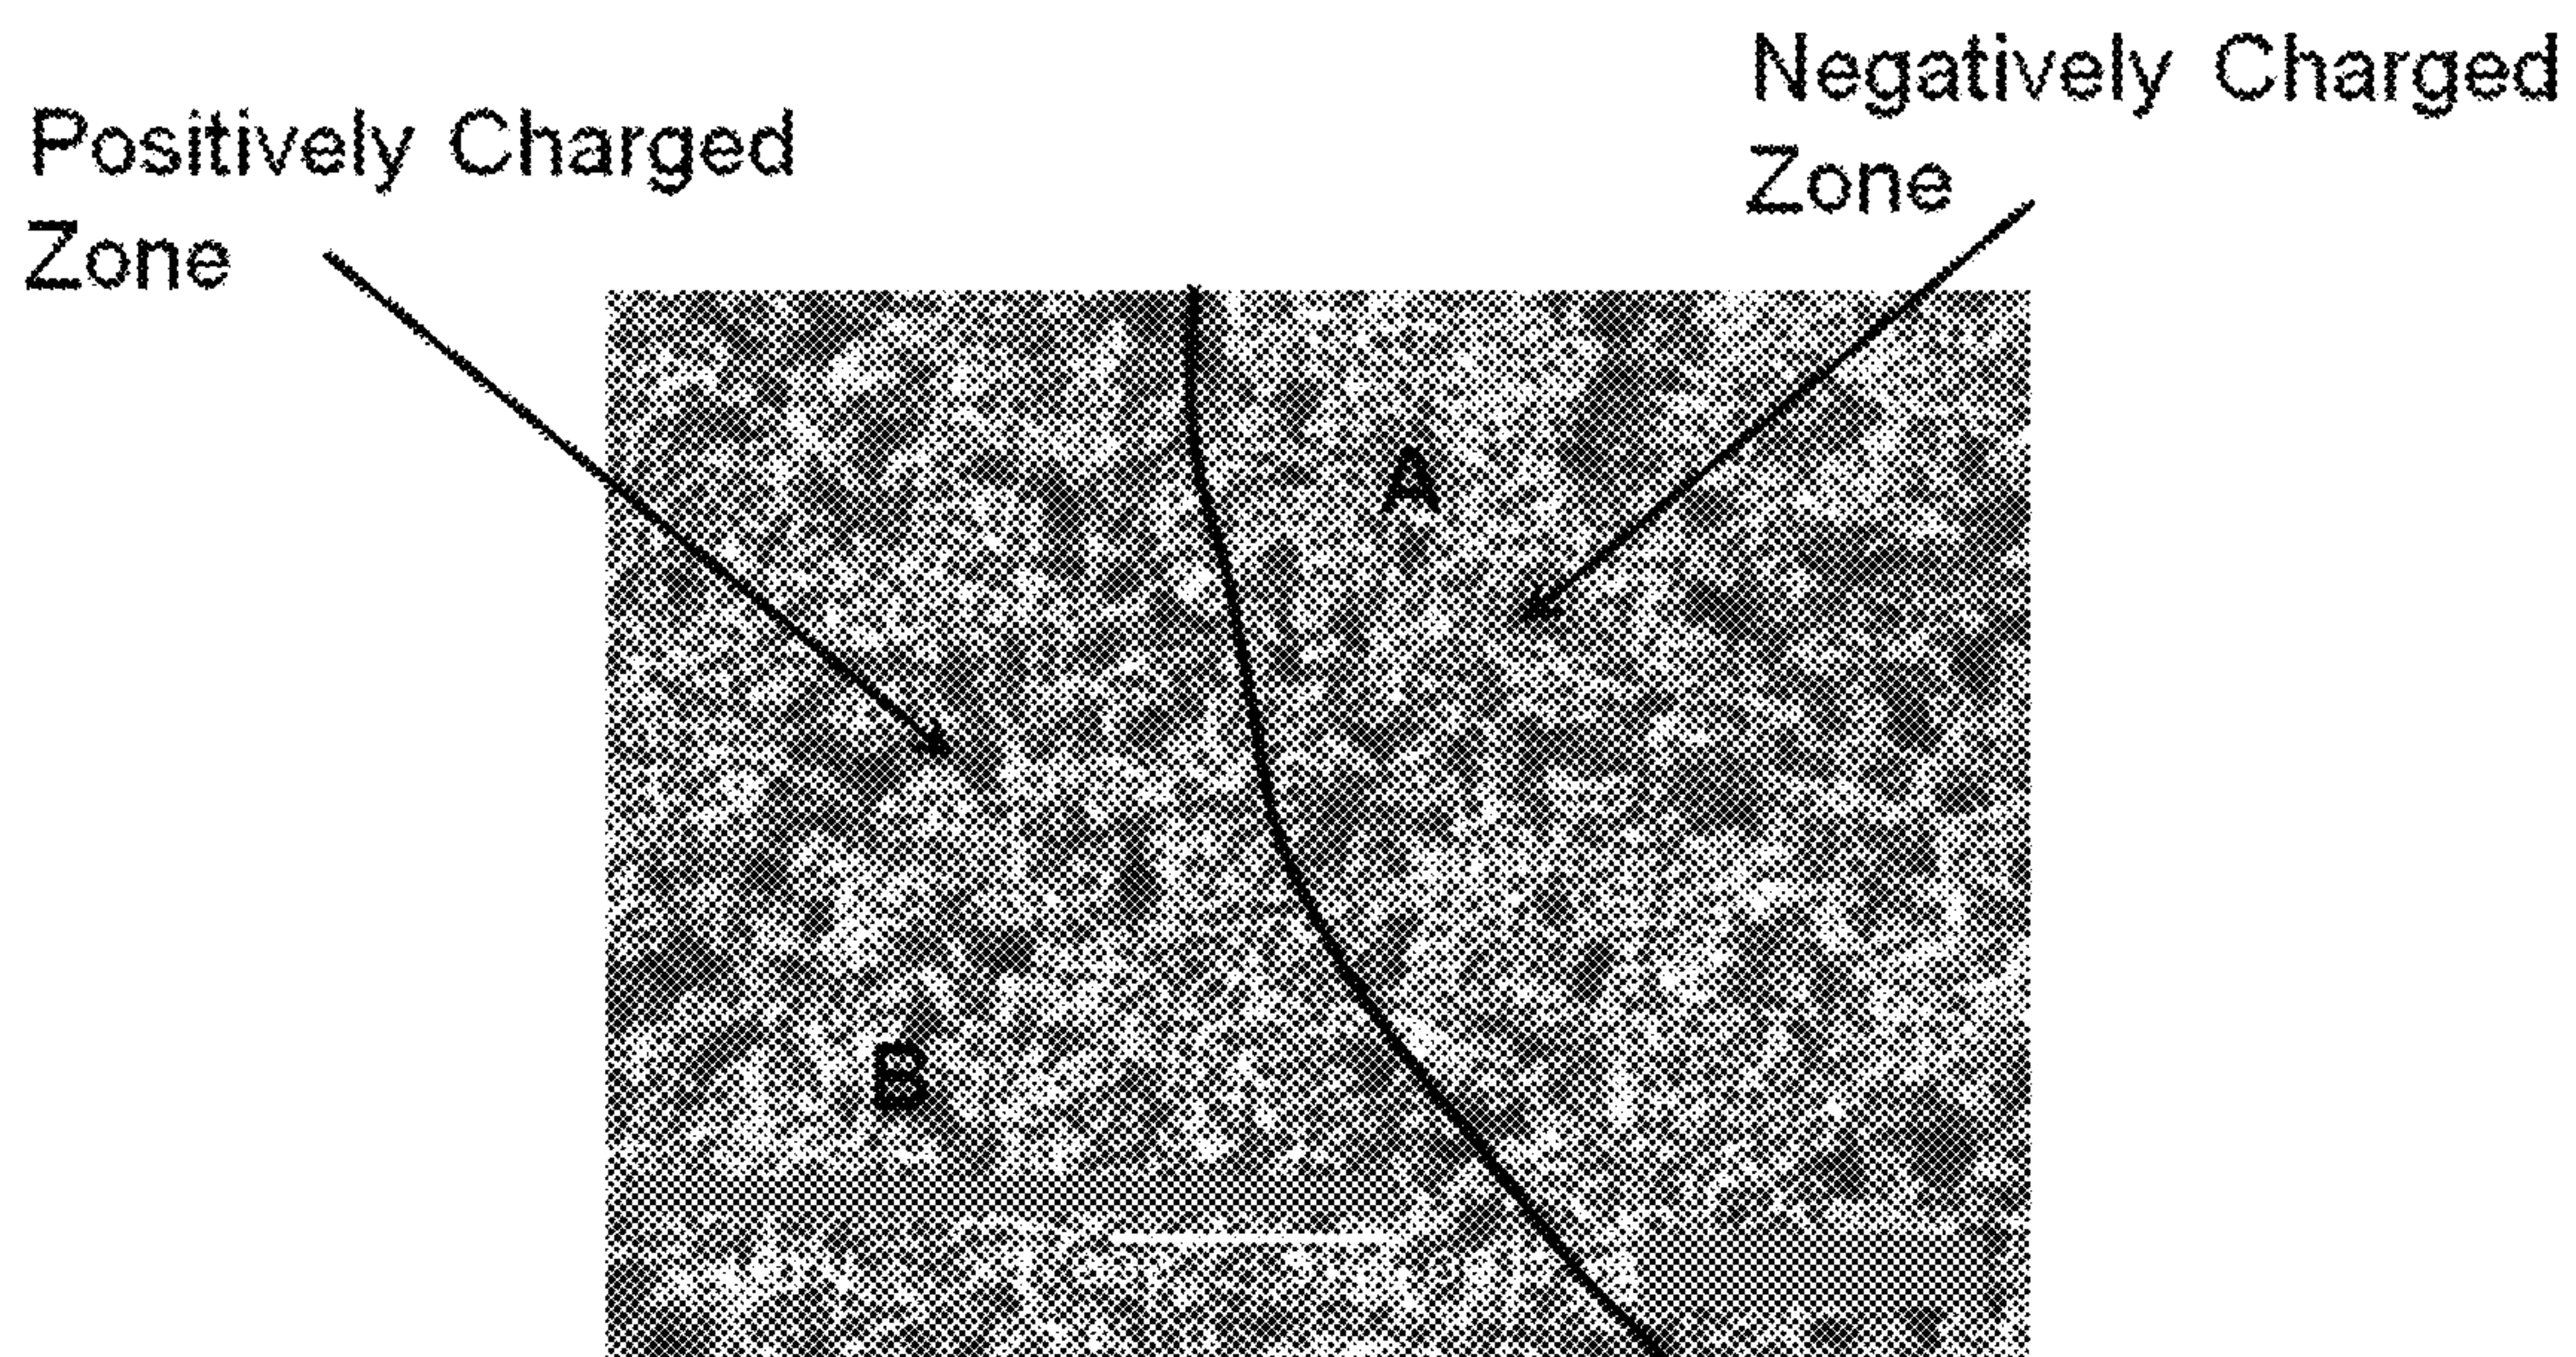 Positively Charged
Zone
Negatively Charged
Zone
A
B